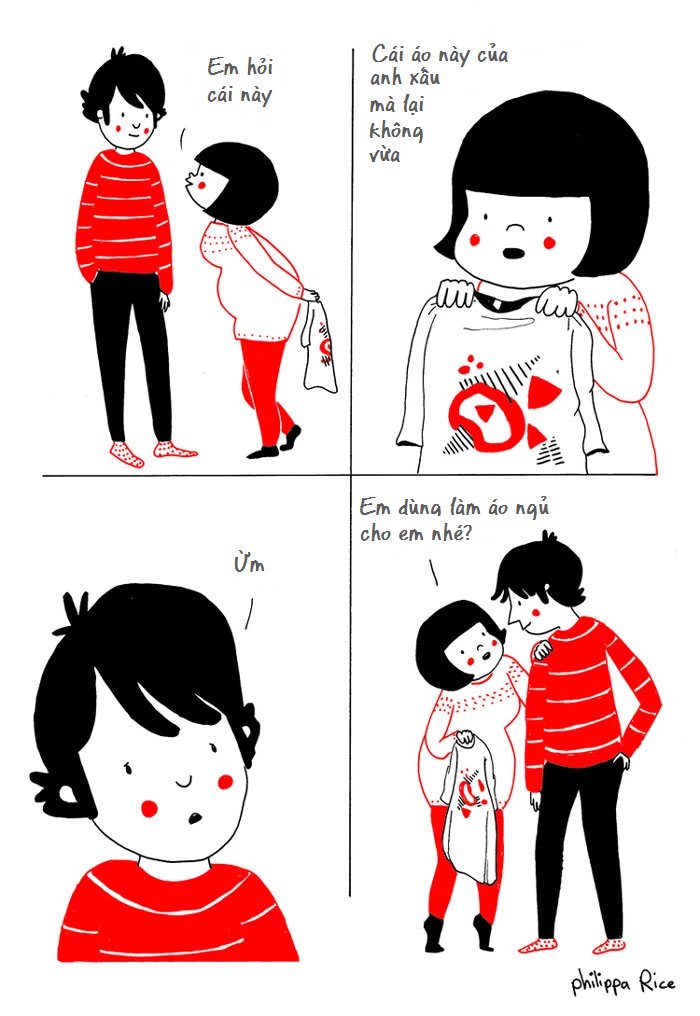 Em hỏi
cái này
Cái áo này của
anh xấu
mà lại
không
vừa
Ừm
Em dùng làm áo ngủ
cho em nhé?
philippa Rice